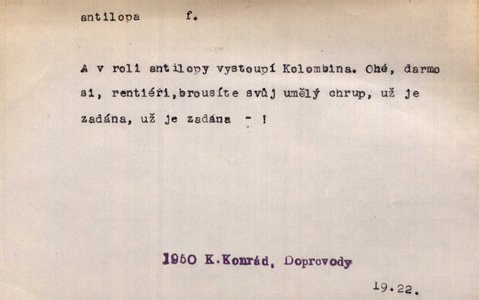 antilopa f.
A v roli antilopy vystoupí Kolombina. Ohé, darmo
si, rentiéři,brousíte svůj umělý chrup, už je
zadána, už je zadána - !
1960 K.Konrád, Doprovody
19.22.